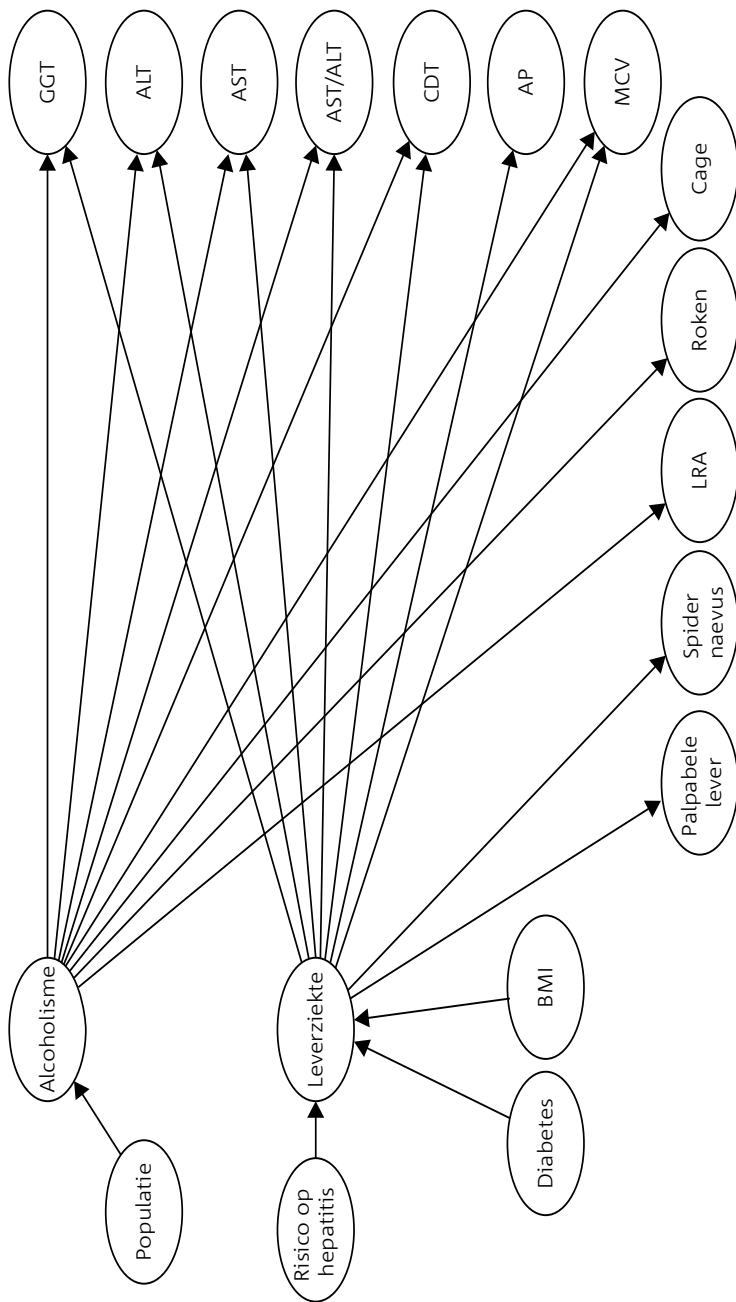 Populatie
Alcoholisme
GGT
ALT
AST
AST/ALT
CDT
AP
MCV
Risico op
hepatitis
Leverziekte
Diabetes
BMI
Palpabele
lever
Spider
naevus
LRA
Roken
Cage